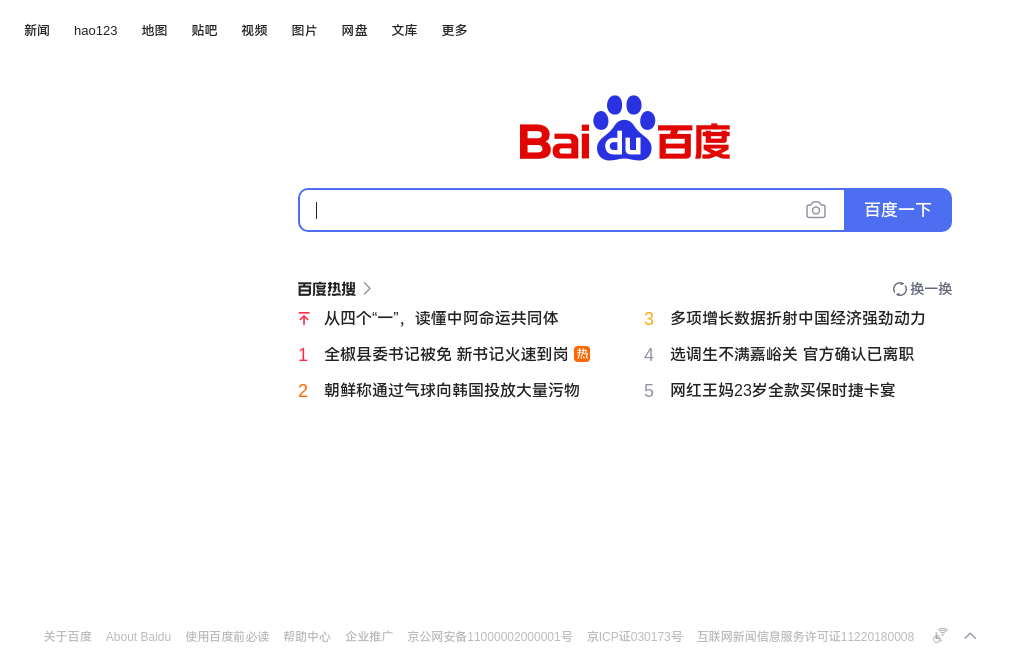 新闻 hao123 地图 贴吧 视频 图片 网盘 文库 更多
Bai du 百度
百度一下
百度热搜 换一换
从四个“一”，读懂中阿命运共同体
1 全椒县委书记被免 新书记火速到岗 热
2 朝鲜称通过气球向韩国投放大量污物
3 多项增长数据折射中国经济强劲动力
4 选调生不满嘉峪关 官方确认已离职
5 网红王妈23岁全款买保时捷卡宴
关于百度 About Baidu 使用百度前必读 帮助中心 企业推广 京公网安备11000002000001号 京ICP证030173号 互联网新闻信息服务许可证11220180008